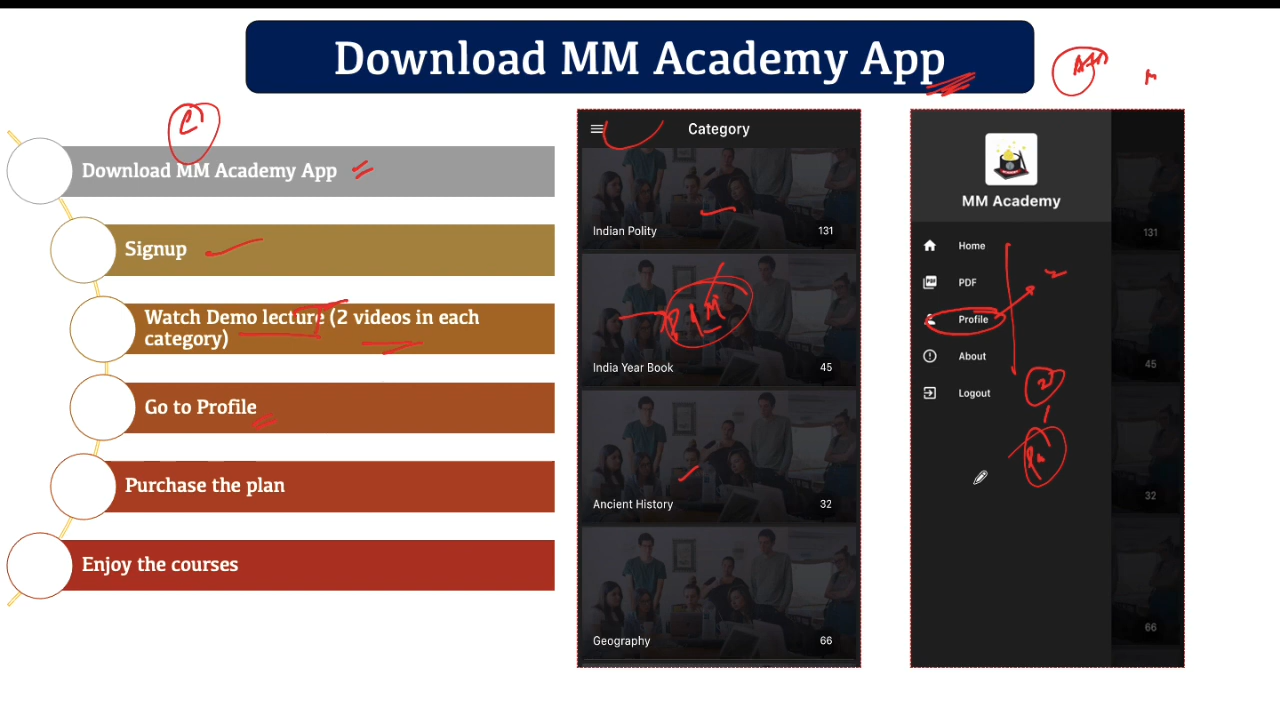 Download MM Academy App
Download MM Academy App
Signup
Watch Demo lecture (2 videos in each
category)
Go to Profile
Purchase the plan
Enjoy the courses
Category
Indian Polity 131
India Year Book 45
Ancient History 32
Geography 66
MM Academy
Home
PDF
Profile
About
Logout
131
45
32
66